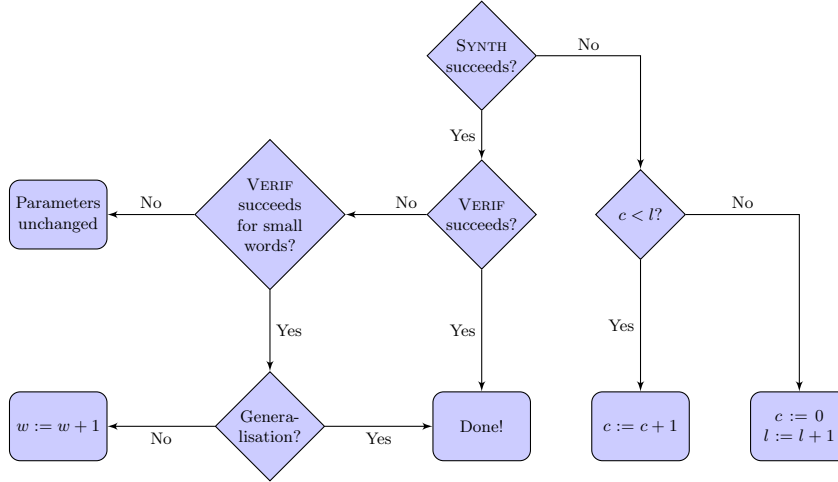 SYNTH
succeeds?
No
Yes
Parameters
unchanged
No
VERIF
succeeds
for small
words?
No
VERIF
succeeds?
c < l?
No
Yes
Yes
Yes
w := w + 1
No
Genera-
lisation?
Yes
Done!
c := c + 1
c := 0
l := l + 1